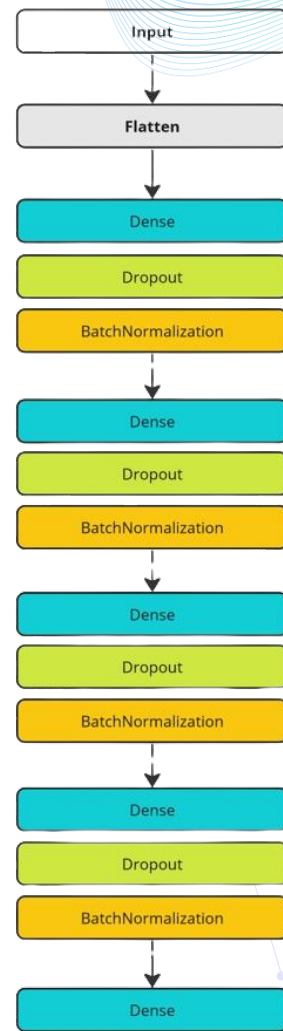 Input
Flatten
Dense
Dropout
BatchNormalization
Dense
Dropout
BatchNormalization
Dense
Dropout
BatchNormalization
Dense
Dropout
BatchNormalization
Dense